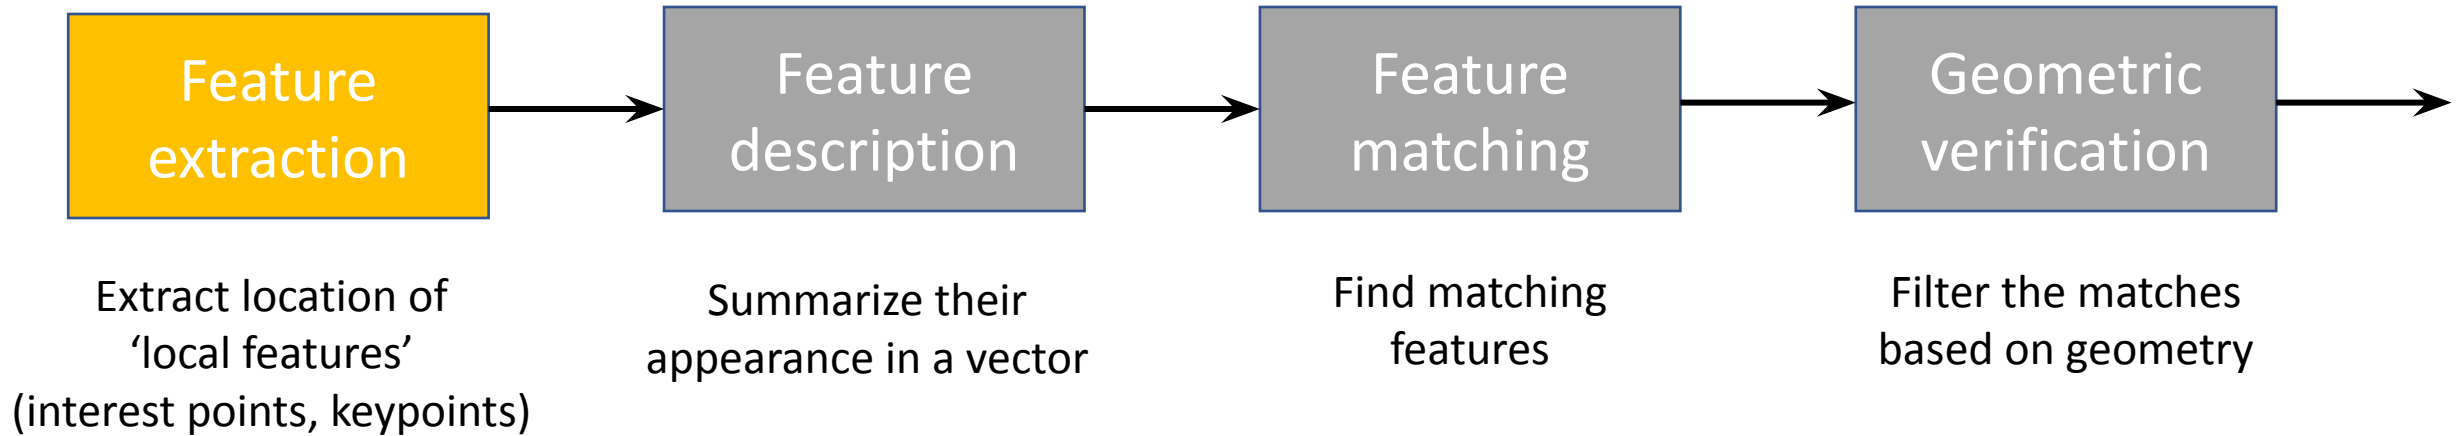 Feature
extraction
Feature
description
Feature
matching
Geometric
verification
Extract location of
‘local features’
(interest points, keypoints)
Summarize their
appearance in a vector
Find matching
features
Filter the matches
based on geometry